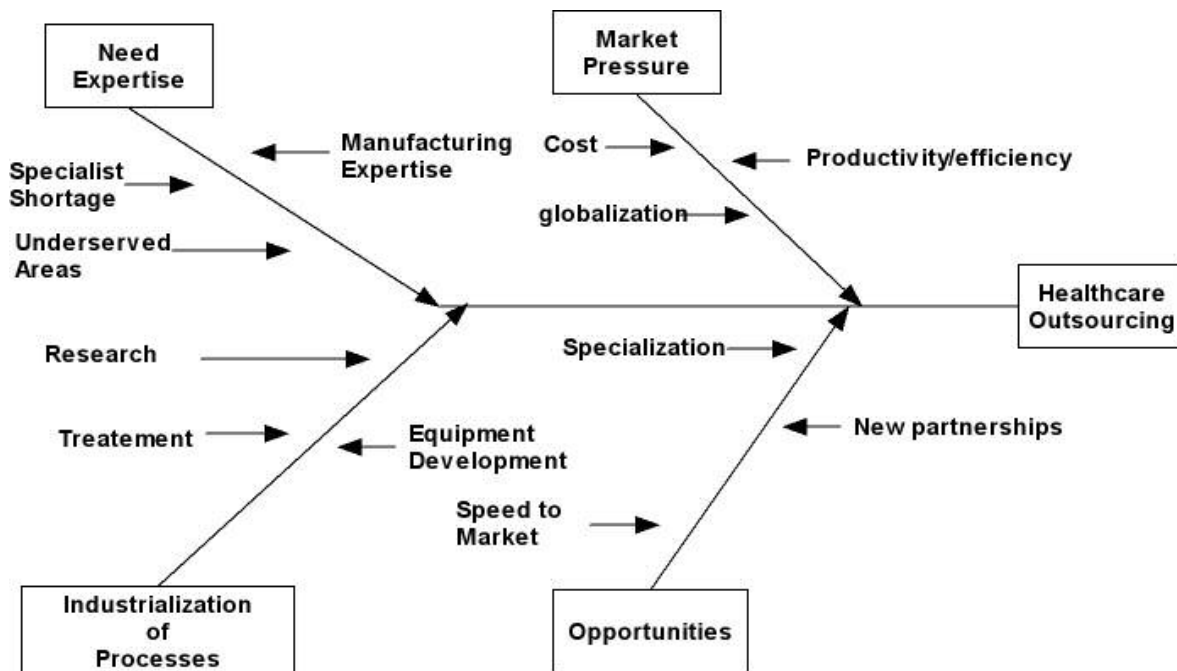 Need
Expertise
Market
Pressure
Manufacturing
Expertise
Cost
Productivity/efficiency
Specialist
Shortage
globalization
Underserved
Areas
Healthcare
Outsourcing
Research
Specialization
Treatement
Equipment
Development
New partnerships
Speed to
Market
Industrialization
of
Processes
Opportunities